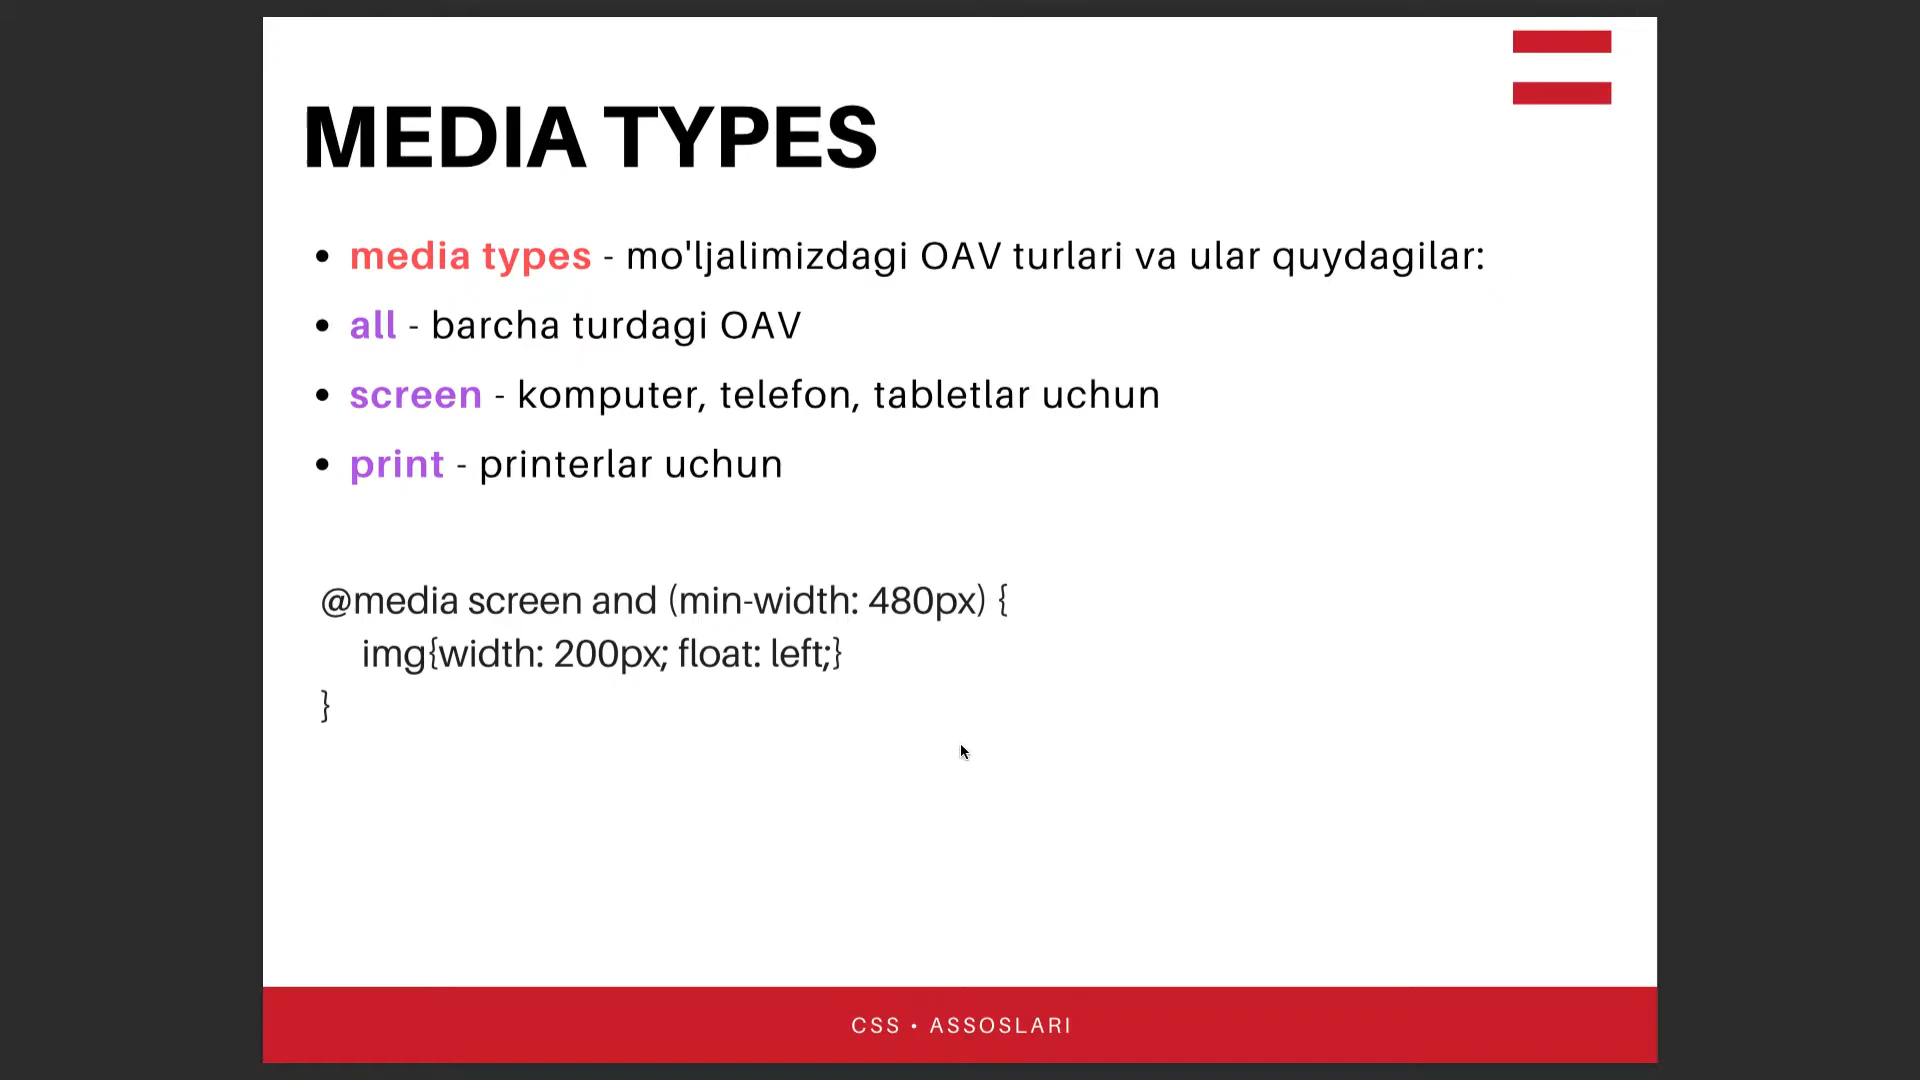 MEDIA TYPES
• media types - mo'ljalimizdagi OAV turlari va ular quydagilar:
• all - barcha turdagi OAV
• screen - komputer, telefon, tabletlar uchun
• print - printerlar uchun
@media screen and (min-width: 480px) {
img{width: 200px; float: left;}
}
CSS • ASSOSLARI